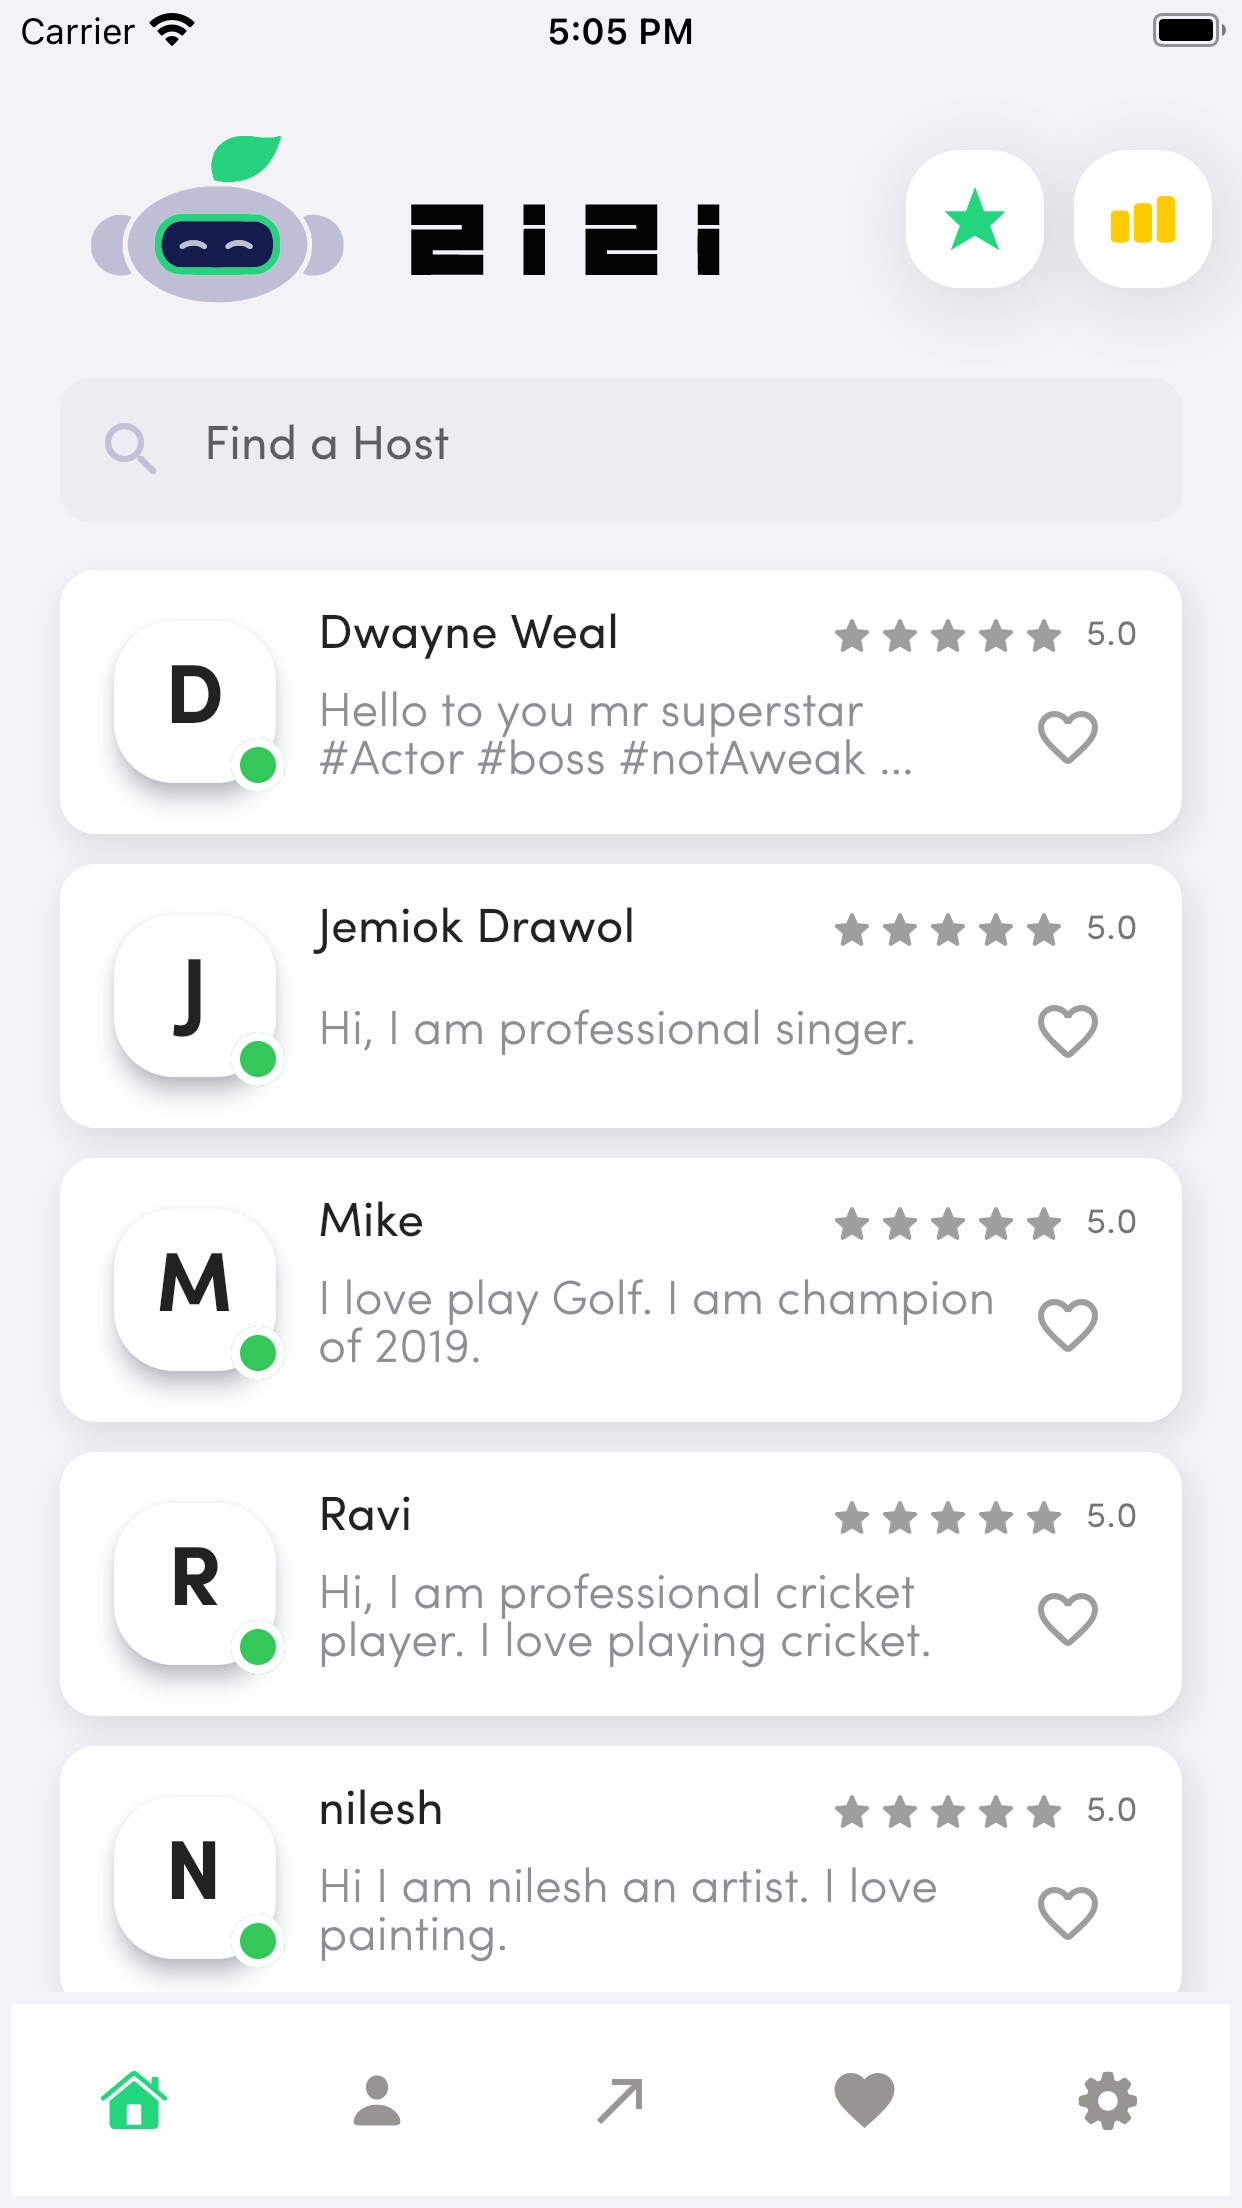 Carrier 5:05 PM
zizi
Find a Host
D
Dwayne Weal 5.0
Hello to you mr superstar
#Actor #boss #notAweak ...
J
Jemiok Drawol 5.0
Hi, I am professional singer.
M
Mike 5.0
I love play Golf. I am champion
of 2019.
R
Ravi 5.0
Hi, I am professional cricket
player. I love playing cricket.
N
nilesh 5.0
Hi I am nilesh an artist. I love
painting.